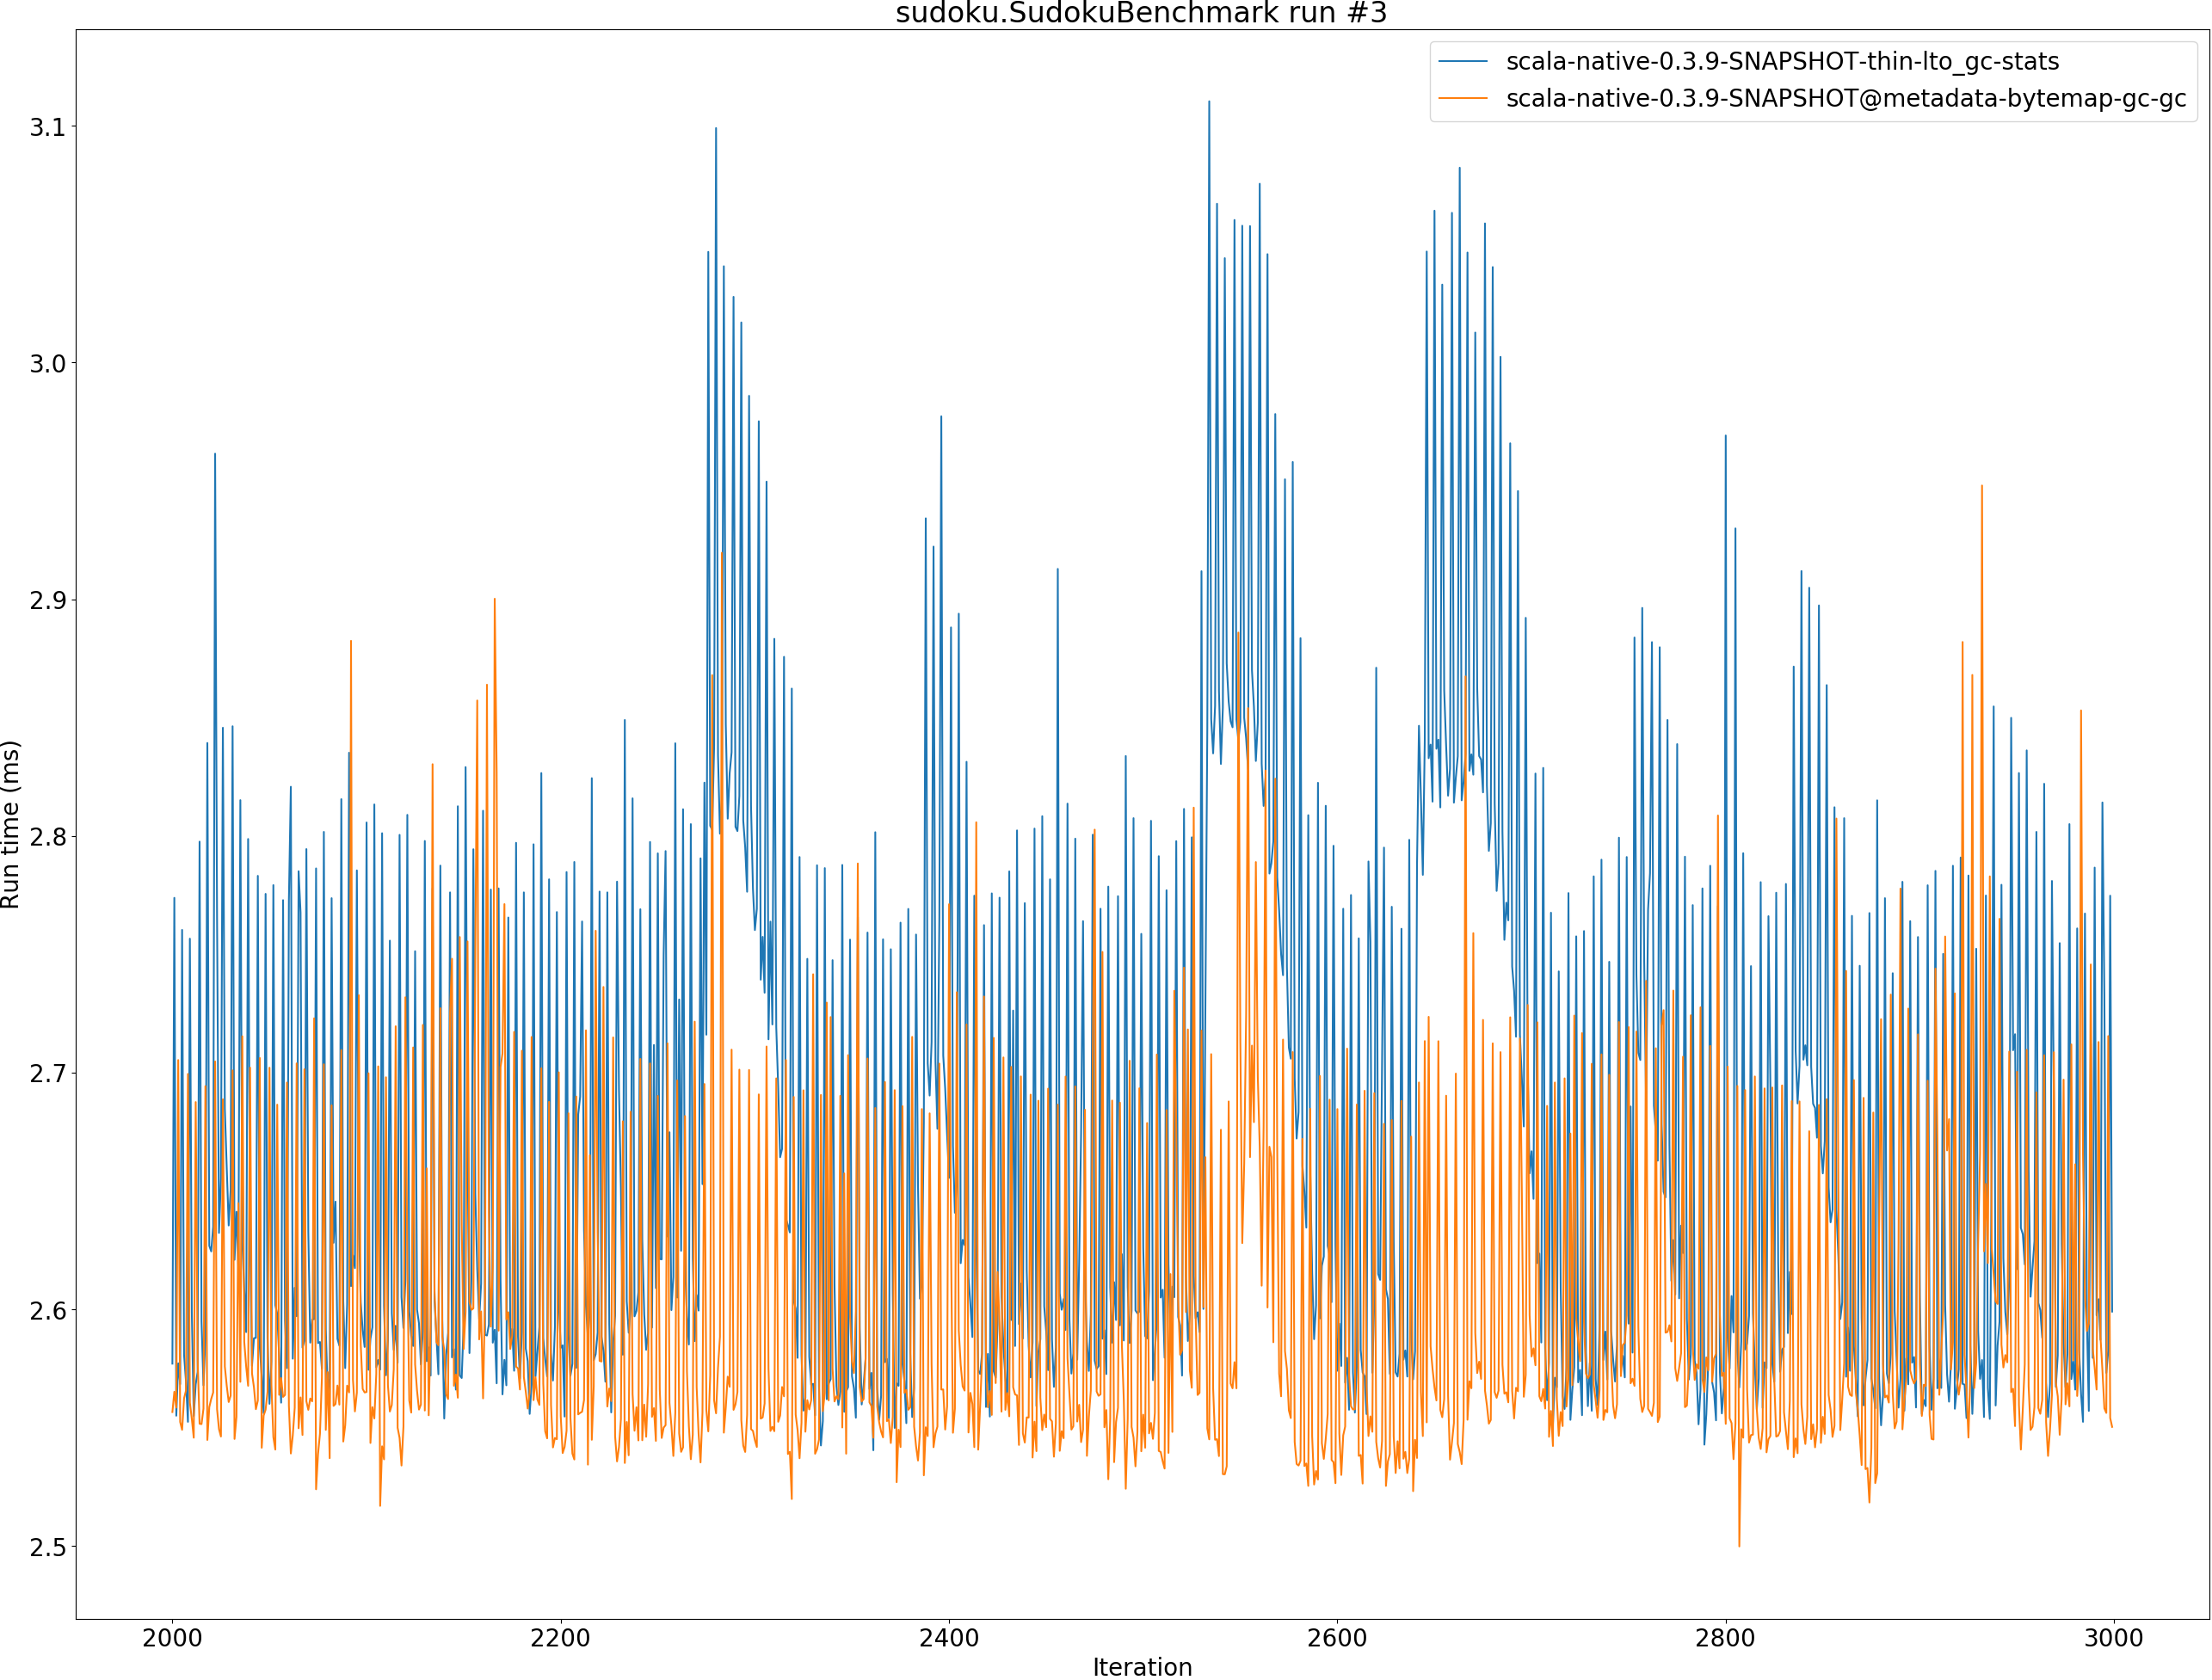 sudoku.SudokuBenchmark run #3
scala-native-0.3.9-SNAPSHOT-thin-lto_gc-stats
scala-native-0.3.9-SNAPSHOT@metadata-bytemap-gc-gc
Run time (ms)
3.1
3.0
2.9
2.8
2.7
2.6
2.5
2000 2200 2400 2600 2800 3000
Iteration